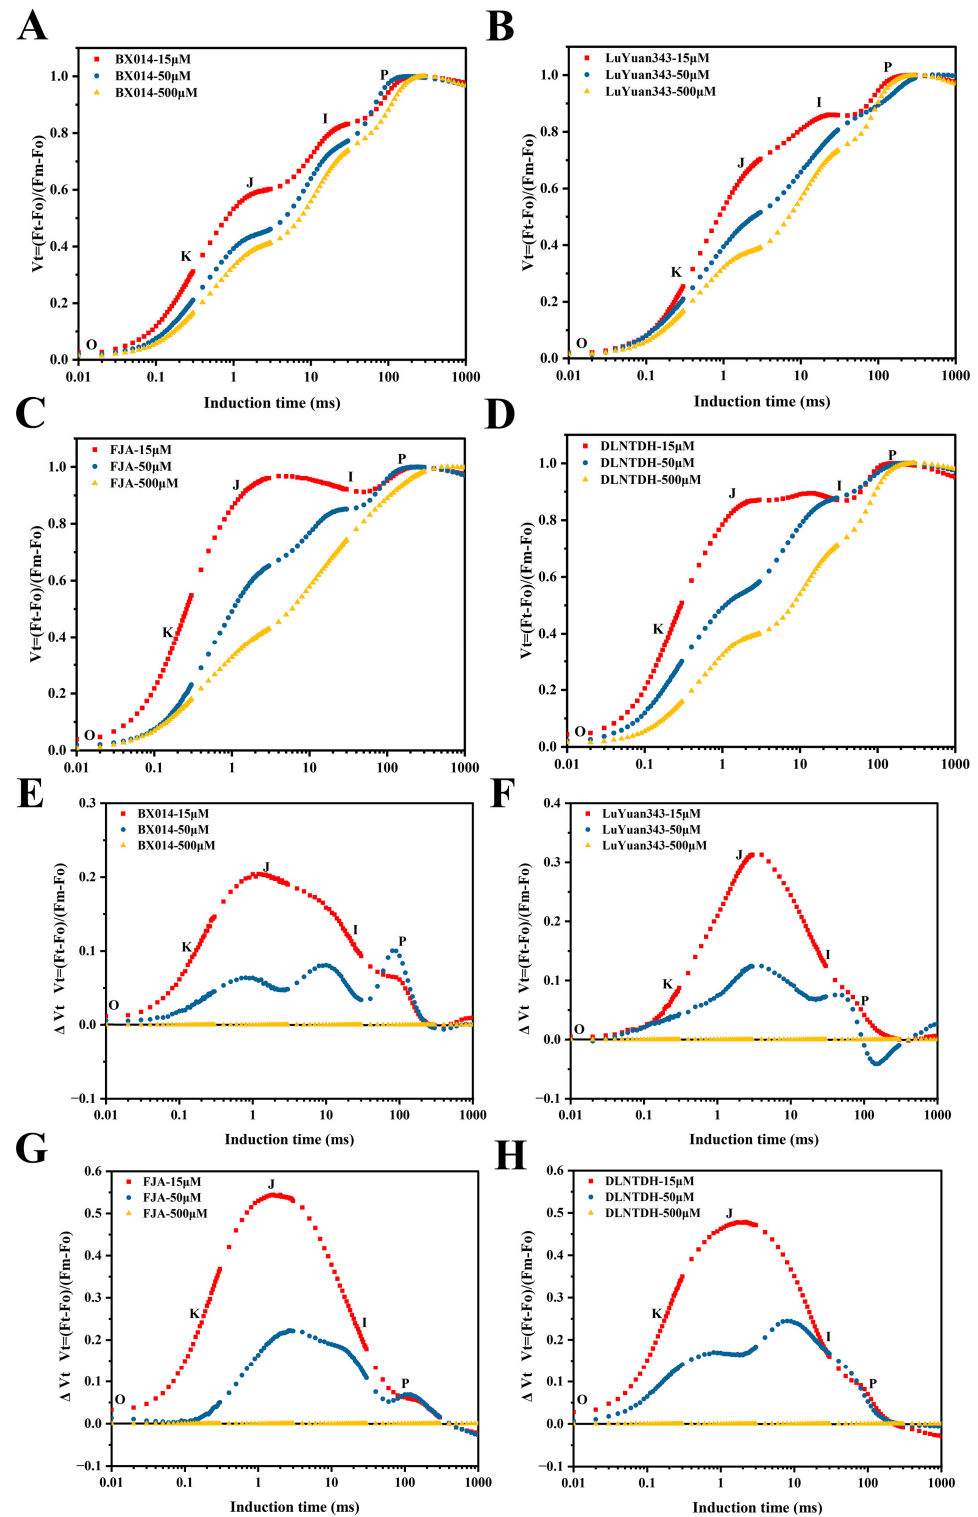 A
BX014-15μM
BX014-50μM
BX014-500μM
Vt=(Ft-Fo)/(Fm-Fo)
1.0
0.8
0.6
0.4
0.2
0.0
O
K
J
I
P
0.01 0.1 1 10 100 1000
Induction time (ms)
B
LuYuan343-15μM
LuYuan343-50μM
LuYuan343-500μM
Vt=(Ft-Fo)/(Fm-Fo)
1.0
0.8
0.6
0.4
0.2
0.0
O
K
J
I
P
0.01 0.1 1 10 100 1000
Induction time (ms)
C
FJA-15μM
FJA-50μM
FJA-500μM
Vt=(Ft-Fo)/(Fm-Fo)
1.0
0.8
0.6
0.4
0.2
0.0
O
K
J
I
P
0.01 0.1 1 10 100 1000
Induction time (ms)
D
DLNTDH-15μM
DLNTDH-50μM
DLNTDH-500μM
Vt=(Ft-Fo)/(Fm-Fo)
1.0
0.8
0.6
0.4
0.2
0.0
O
K
J
I
P
0.01 0.1 1 10 100 1000
Induction time (ms)
E
BX014-15μM
BX014-50μM
BX014-500μM
Δ Vt Vt=(Ft-Fo)/(Fm-Fo)
0.3
0.2
0.1
0.0
−0.1
O
K
J
I
P
0.01 0.1 1 10 100 1000
Induction time (ms)
F
LuYuan343-15μM
LuYuan343-50μM
LuYuan343-500μM
Δ Vt Vt=(Ft-Fo)/(Fm-Fo)
0.4
0.3
0.2
0.1
0.0
−0.1
O
K
J
I
P
0.01 0.1 1 10 100 1000
Induction time (ms)
G
FJA-15μM
FJA-50μM
FJA-500μM
Δ Vt Vt=(Ft-Fo)/(Fm-Fo)
0.6
0.5
0.4
0.3
0.2
0.1
0.0
−0.1
O
K
J
I
P
0.01 0.1 1 10 100 1000
Induction time (ms)
H
DLNTDH-15μM
DLNTDH-50μM
DLNTDH-500μM
Δ Vt Vt=(Ft-Fo)/(Fm-Fo)
0.6
0.5
0.4
0.3
0.2
0.1
0.0
−0.1
O
K
J
I
P
0.01 0.1 1 10 100 1000
Induction time (ms)